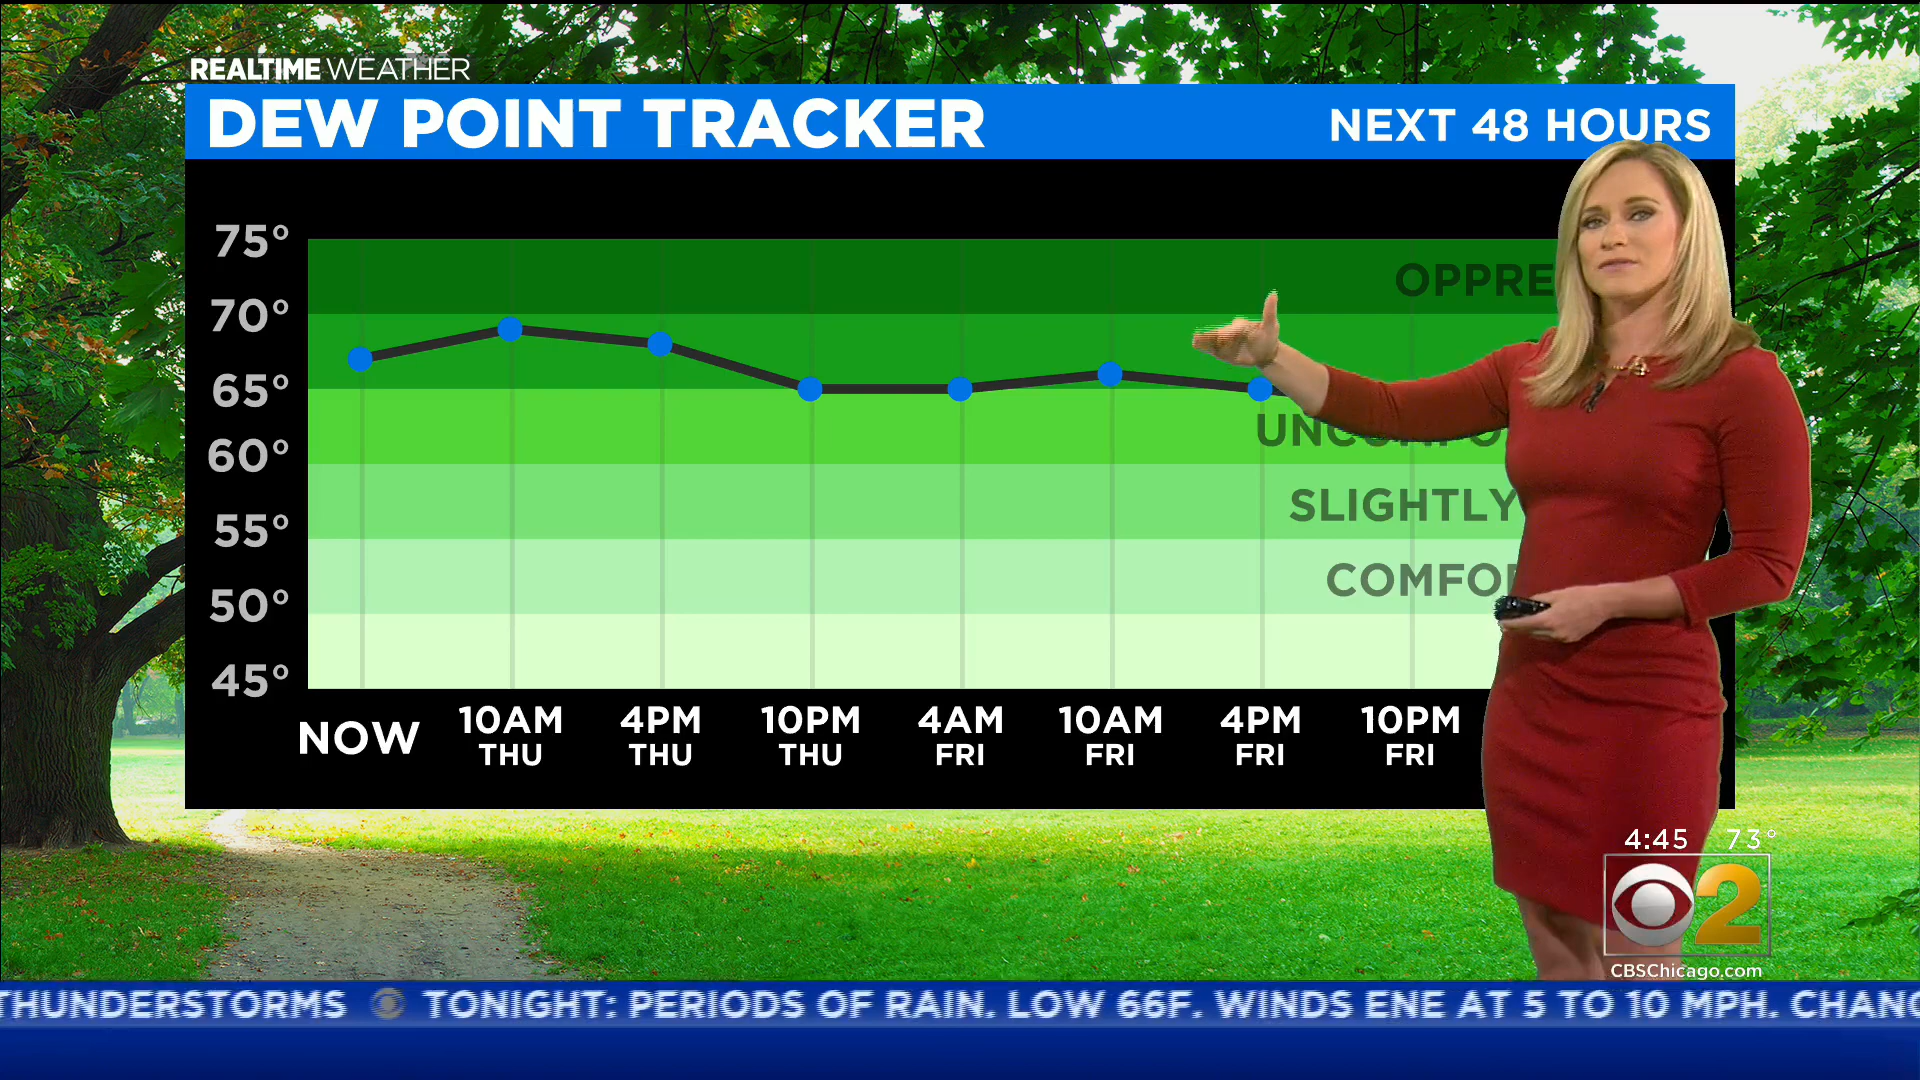 REALTIME WEATHER
DEW POINT TRACKER
NEXT 48 HOURS
75°
70°
65°
60°
55°
50°
45°
OPPRE
SLIGHTLY
COMFO
NOW
10AM
THU
4PM
THU
10PM
THU
4AM
FRI
10AM
FRI
4PM
FRI
10PM
FRI
4:45 73°
2
CBSChicago.com
THUNDERSTORMS TONIGHT: PERIODS OF RAIN. LOW 66F. WINDS ENE AT 5 TO 10 MPH. CHANC